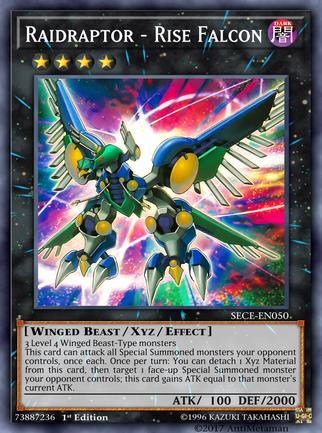 Raidraptor - Rise Falcon
DARK
闇
SECE-EN050
[Winged Beast/Xyz/Effect]
3 Level 4 Winged Beast-Type monsters
This card can attack all Special Summoned monsters your opponent
controls, once each. Once per turn: You can detach 1 Xyz Material
from this card, then target 1 face-up Special Summoned monster
your opponent controls; this card gains ATK equal to that monster's
current ATK.
ATK/ 100 DEF/2000
73887236 1st Edition ©1996 KAZUKI TAKAHASHI
©2017 AntiMetaman